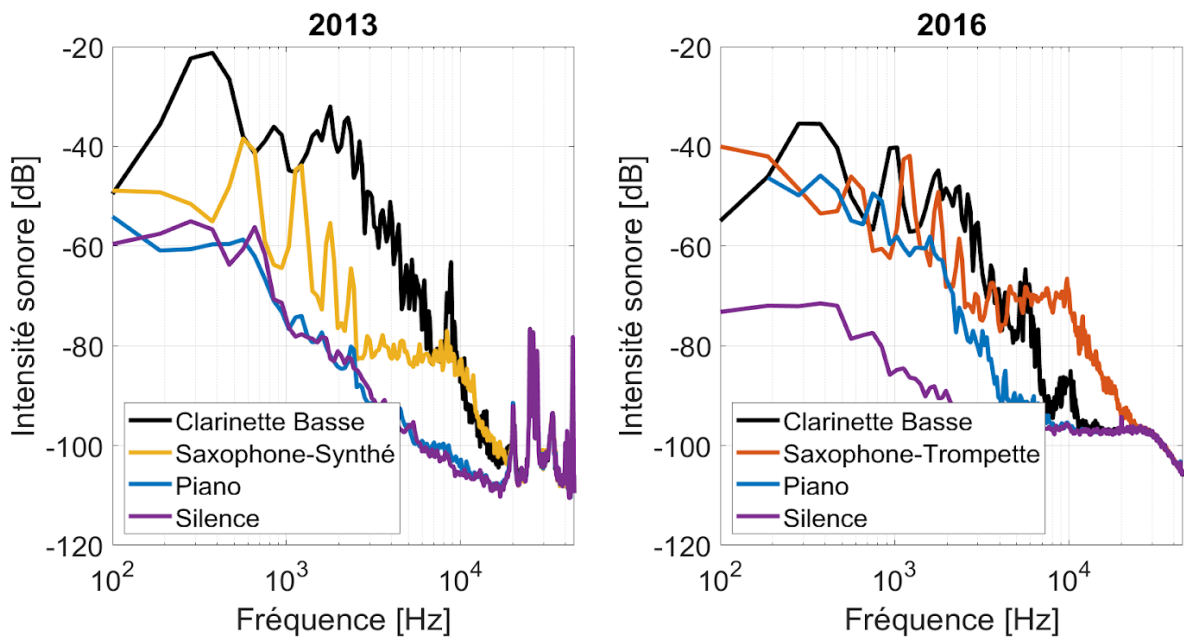 2013
Intensité sonore [dB]
-20
-40
-60
-80
-100
-120
Clarinette Basse
Saxophone-Synthé
Piano
Silence
10²
10³
10⁴
Fréquence [Hz]
2016
Intensité sonore [dB]
-20
-40
-60
-80
-100
-120
Clarinette Basse
Saxophone-Trompette
Piano
Silence
10²
10³
10⁴
Fréquence [Hz]